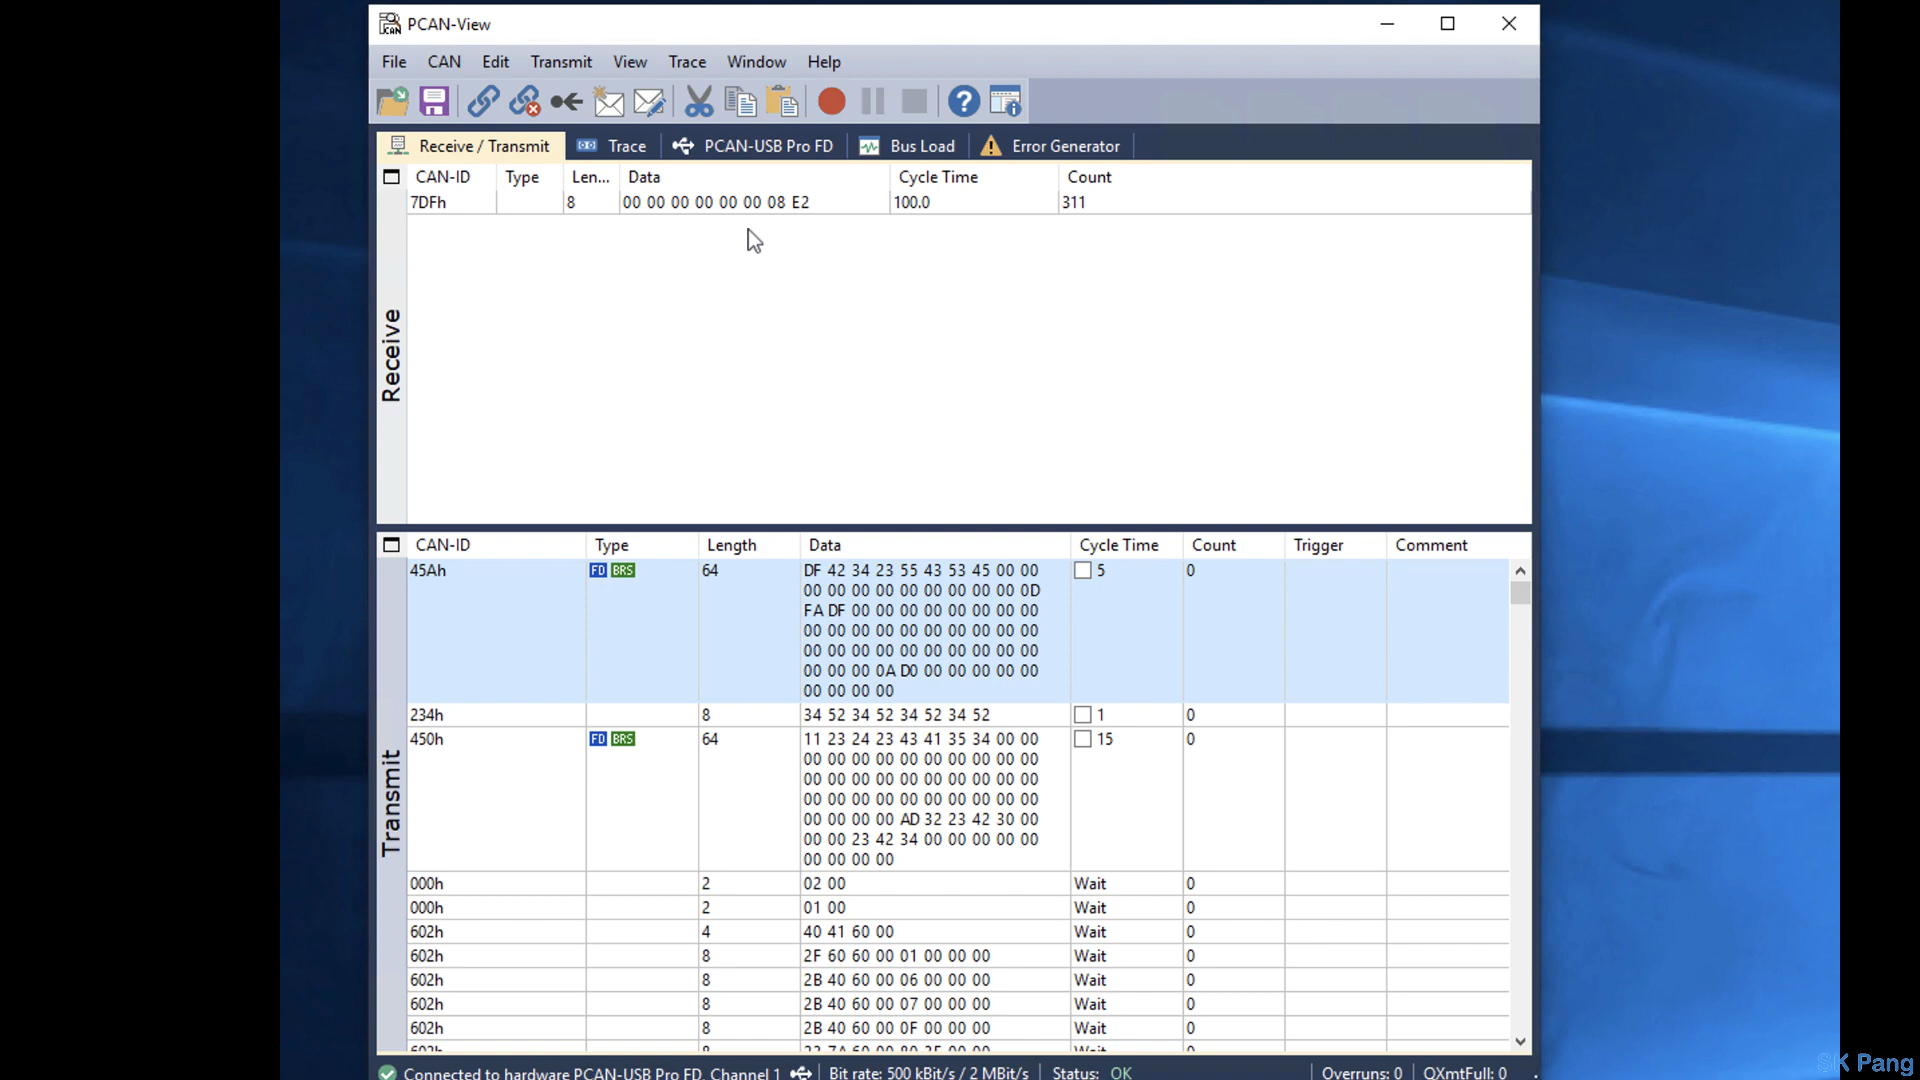 PCAN-View
File CAN Edit Transmit View Trace Window Help
Receive / Transmit Trace PCAN-USB Pro FD Bus Load Error Generator
CAN-ID Type Len... Data Cycle Time Count
7DFh 8 00 00 00 00 00 00 08 E2 100.0 311
Receive
CAN-ID Type Length Data Cycle Time Count Trigger Comment
45Ah FD BRS 64 DF 42 34 23 55 43 53 45 00 00 5 0
00 00 00 00 00 00 00 00 00 0D
FA DF 00 00 00 00 00 00 00 00
00 00 00 00 00 00 00 00 00 00
00 00 00 00 00 00 00 00 00 00
00 00 00 0A D0 00 00 00 00 00
00 00 00 00
234h 8 34 52 34 52 34 52 34 52 1 0
450h FD BRS 64 11 23 24 23 43 41 35 34 00 00 15 0
00 00 00 00 00 00 00 00 00 00
00 00 00 00 00 00 00 00 00 00
00 00 00 00 00 00 00 00 00 00
00 00 00 00 AD 32 23 42 30 00
00 00 23 42 34 00 00 00 00 00
00 00 00 00
000h 2 02 00 Wait 0
000h 2 01 00 Wait 0
602h 4 40 41 60 00 Wait 0
602h 8 2F 60 60 00 01 00 00 00 Wait 0
602h 8 2B 40 60 00 06 00 00 00 Wait 0
602h 8 2B 40 60 00 07 00 00 00 Wait 0
602h 8 2B 40 60 00 0F 00 00 00 Wait 0
Transmit
Connected to hardware PCAN-USB Pro FD, Channel 1 Bit rate: 500 kBit/s / 2 MBit/s Status: OK Overruns: 0 QXmtFull: 0
SK Pang